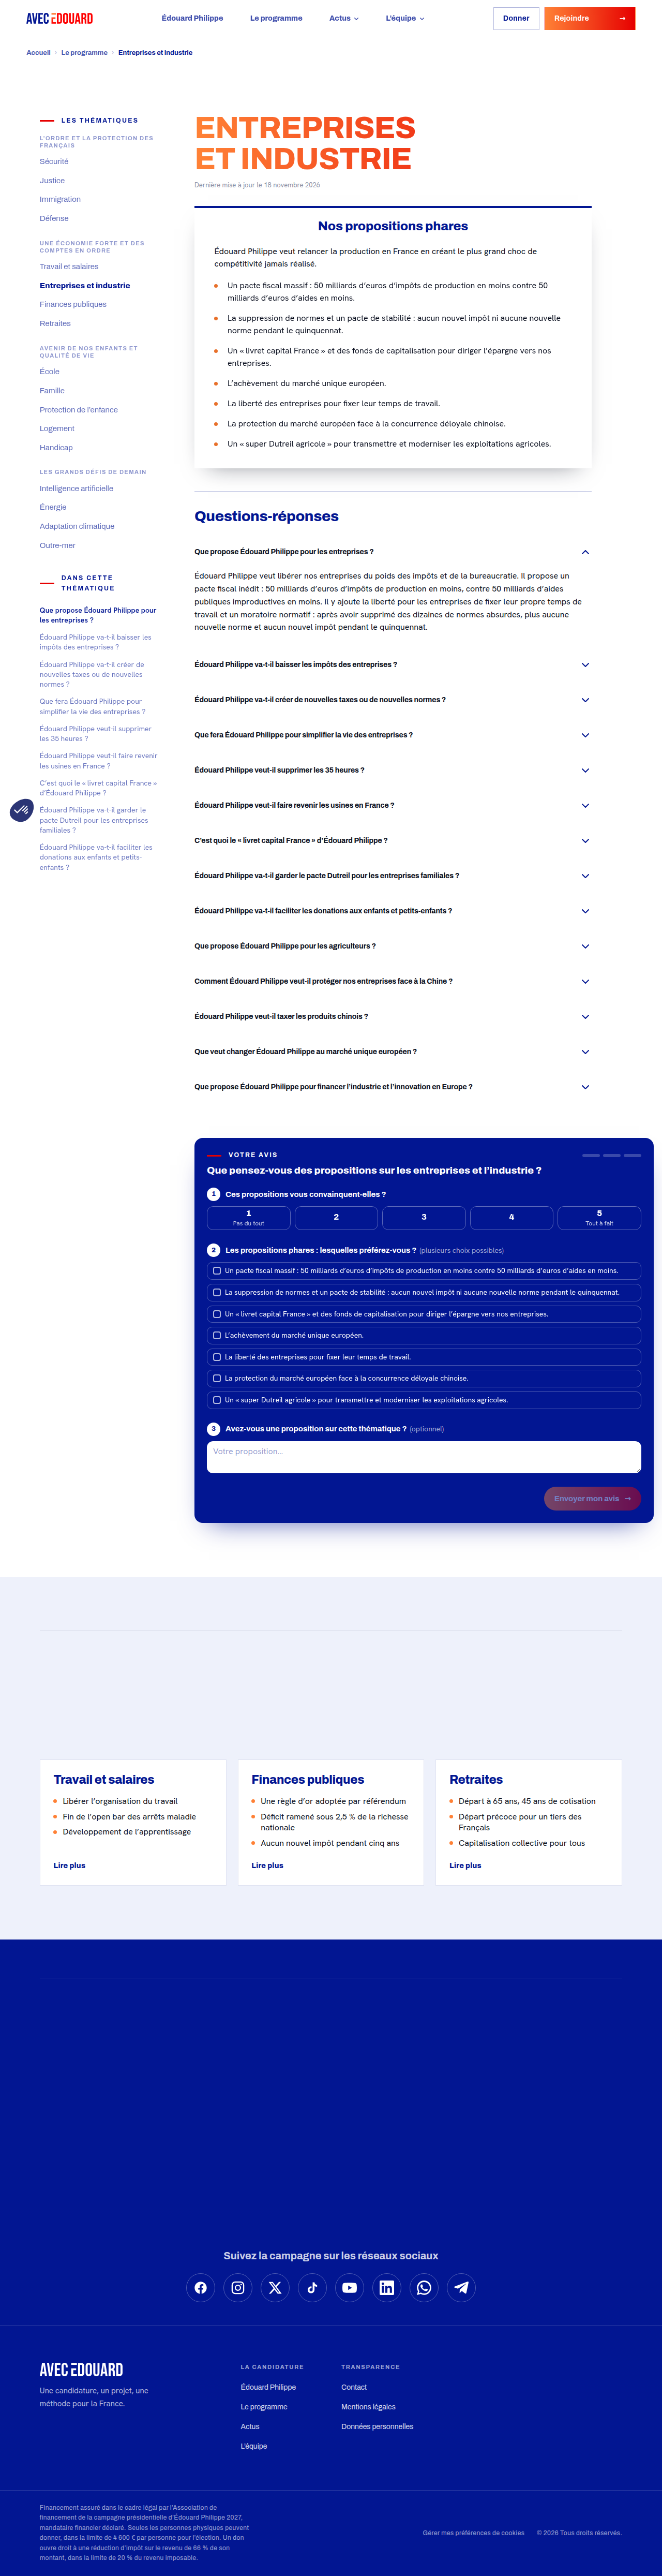 AVEC EDOUARD
Édouard Philippe
Le programme
Actus
L'équipe
Donner
Rejoindre →
Accueil › Le programme › Entreprises et industrie
LES THÉMATIQUES
L'ORDRE ET LA PROTECTION DES
FRANÇAIS
Sécurité
Justice
Immigration
Défense
UNE ÉCONOMIE FORTE ET DES
COMPTES EN ORDRE
Travail et salaires
Entreprises et industrie
Finances publiques
Retraites
AVENIR DE NOS ENFANTS ET
QUALITÉ DE VIE
École
Famille
Protection de l'enfance
Logement
Handicap
LES GRANDS DÉFIS DE DEMAIN
Intelligence artificielle
Énergie
Adaptation climatique
Outre-mer
DANS CETTE
THÉMATIQUE
Que propose Édouard Philippe pour
les entreprises ?
Édouard Philippe va-t-il baisser les
impôts des entreprises ?
Édouard Philippe va-t-il créer de
nouvelles taxes ou de nouvelles
normes ?
Que fera Édouard Philippe pour
simplifier la vie des entreprises ?
Édouard Philippe veut-il supprimer
les 35 heures ?
Édouard Philippe veut-il faire revenir
les usines en France ?
C'est quoi le « livret capital France »
d'Édouard Philippe ?
Édouard Philippe va-t-il garder le
pacte Dutreil pour les entreprises
familiales ?
Édouard Philippe va-t-il faciliter les
donations aux enfants et petits-
enfants ?
ENTREPRISES
ET INDUSTRIE
Dernière mise à jour le 18 novembre 2026
Nos propositions phares
Édouard Philippe veut relancer la production en France en créant le plus grand choc de
compétitivité jamais réalisé.
Un pacte fiscal massif : 50 milliards d'euros d'impôts de production en moins contre 50
milliards d'euros d'aides en moins.
La suppression de normes et un pacte de stabilité : aucun nouvel impôt ni aucune nouvelle
norme pendant le quinquennat.
Un « livret capital France » et des fonds de capitalisation pour diriger l'épargne vers nos
entreprises.
L'achèvement du marché unique européen.
La liberté des entreprises pour fixer leur temps de travail.
La protection du marché européen face à la concurrence déloyale chinoise.
Un « super Dutreil agricole » pour transmettre et moderniser les exploitations agricoles.
Questions-réponses
Que propose Édouard Philippe pour les entreprises ?
Édouard Philippe veut libérer nos entreprises du poids des impôts et de la bureaucratie. Il propose un
pacte fiscal inédit : 50 milliards d'euros d'impôts de production en moins, contre 50 milliards d'aides
publiques improductives en moins. Il y ajoute la liberté pour les entreprises de fixer leur propre temps de
travail et un moratoire normatif : après avoir supprimé des dizaines de normes absurdes, plus aucune
nouvelle norme et aucun nouvel impôt pendant le quinquennat.
Édouard Philippe va-t-il baisser les impôts des entreprises ?
Édouard Philippe va-t-il créer de nouvelles taxes ou de nouvelles normes ?
Que fera Édouard Philippe pour simplifier la vie des entreprises ?
Édouard Philippe veut-il supprimer les 35 heures ?
Édouard Philippe veut-il faire revenir les usines en France ?
C'est quoi le « livret capital France » d'Édouard Philippe ?
Édouard Philippe va-t-il garder le pacte Dutreil pour les entreprises familiales ?
Édouard Philippe va-t-il faciliter les donations aux enfants et petits-enfants ?
Que propose Édouard Philippe pour les agriculteurs ?
Comment Édouard Philippe veut-il protéger nos entreprises face à la Chine ?
Édouard Philippe veut-il taxer les produits chinois ?
Que veut changer Édouard Philippe au marché unique européen ?
Que propose Édouard Philippe pour financer l'industrie et l'innovation en Europe ?
VOTRE AVIS
Que pensez-vous des propositions sur les entreprises et l'industrie ?
1 Ces propositions vous convainquent-elles ?
1 2 3 4 5
Pas du tout Tout à fait
2 Les propositions phares : lesquelles préférez-vous ? (plusieurs choix possibles)
Un pacte fiscal massif : 50 milliards d'euros d'impôts de production en moins contre 50 milliards d'euros d'aides en moins.
La suppression de normes et un pacte de stabilité : aucun nouvel impôt ni aucune nouvelle norme pendant le quinquennat.
Un « livret capital France » et des fonds de capitalisation pour diriger l'épargne vers nos entreprises.
L'achèvement du marché unique européen.
La liberté des entreprises pour fixer leur temps de travail.
La protection du marché européen face à la concurrence déloyale chinoise.
Un « super Dutreil agricole » pour transmettre et moderniser les exploitations agricoles.
3 Avez-vous une proposition sur cette thématique ? (optionnel)
Votre proposition...
Envoyer mon avis →
Travail et salaires
Libérer l'organisation du travail
Fin de l'open bar des arrêts maladie
Développement de l'apprentissage
Lire plus
Finances publiques
Une règle d'or adoptée par référendum
Déficit ramené sous 2,5 % de la richesse
nationale
Aucun nouvel impôt pendant cinq ans
Lire plus
Retraites
Départ à 65 ans, 45 ans de cotisation
Départ précoce pour un tiers des
Français
Capitalisation collective pour tous
Lire plus
Suivez la campagne sur les réseaux sociaux
AVEC EDOUARD
Une candidature, un projet, une
méthode pour la France.
LA CANDIDATURE
Édouard Philippe
Le programme
Actus
L'équipe
TRANSPARENCE
Contact
Mentions légales
Données personnelles
Financement assuré dans le cadre légal par l'Association de
financement de la campagne présidentielle d'Édouard Philippe 2027,
mandataire financier déclaré. Seules les personnes physiques peuvent
donner, dans la limite de 4 600 € par personne pour l'élection. Un don
ouvre droit à une réduction d'impôt sur le revenu de 66 % de son
montant, dans la limite de 20 % du revenu imposable.
Gérer mes préférences de cookies
© 2026 Tous droits réservés.